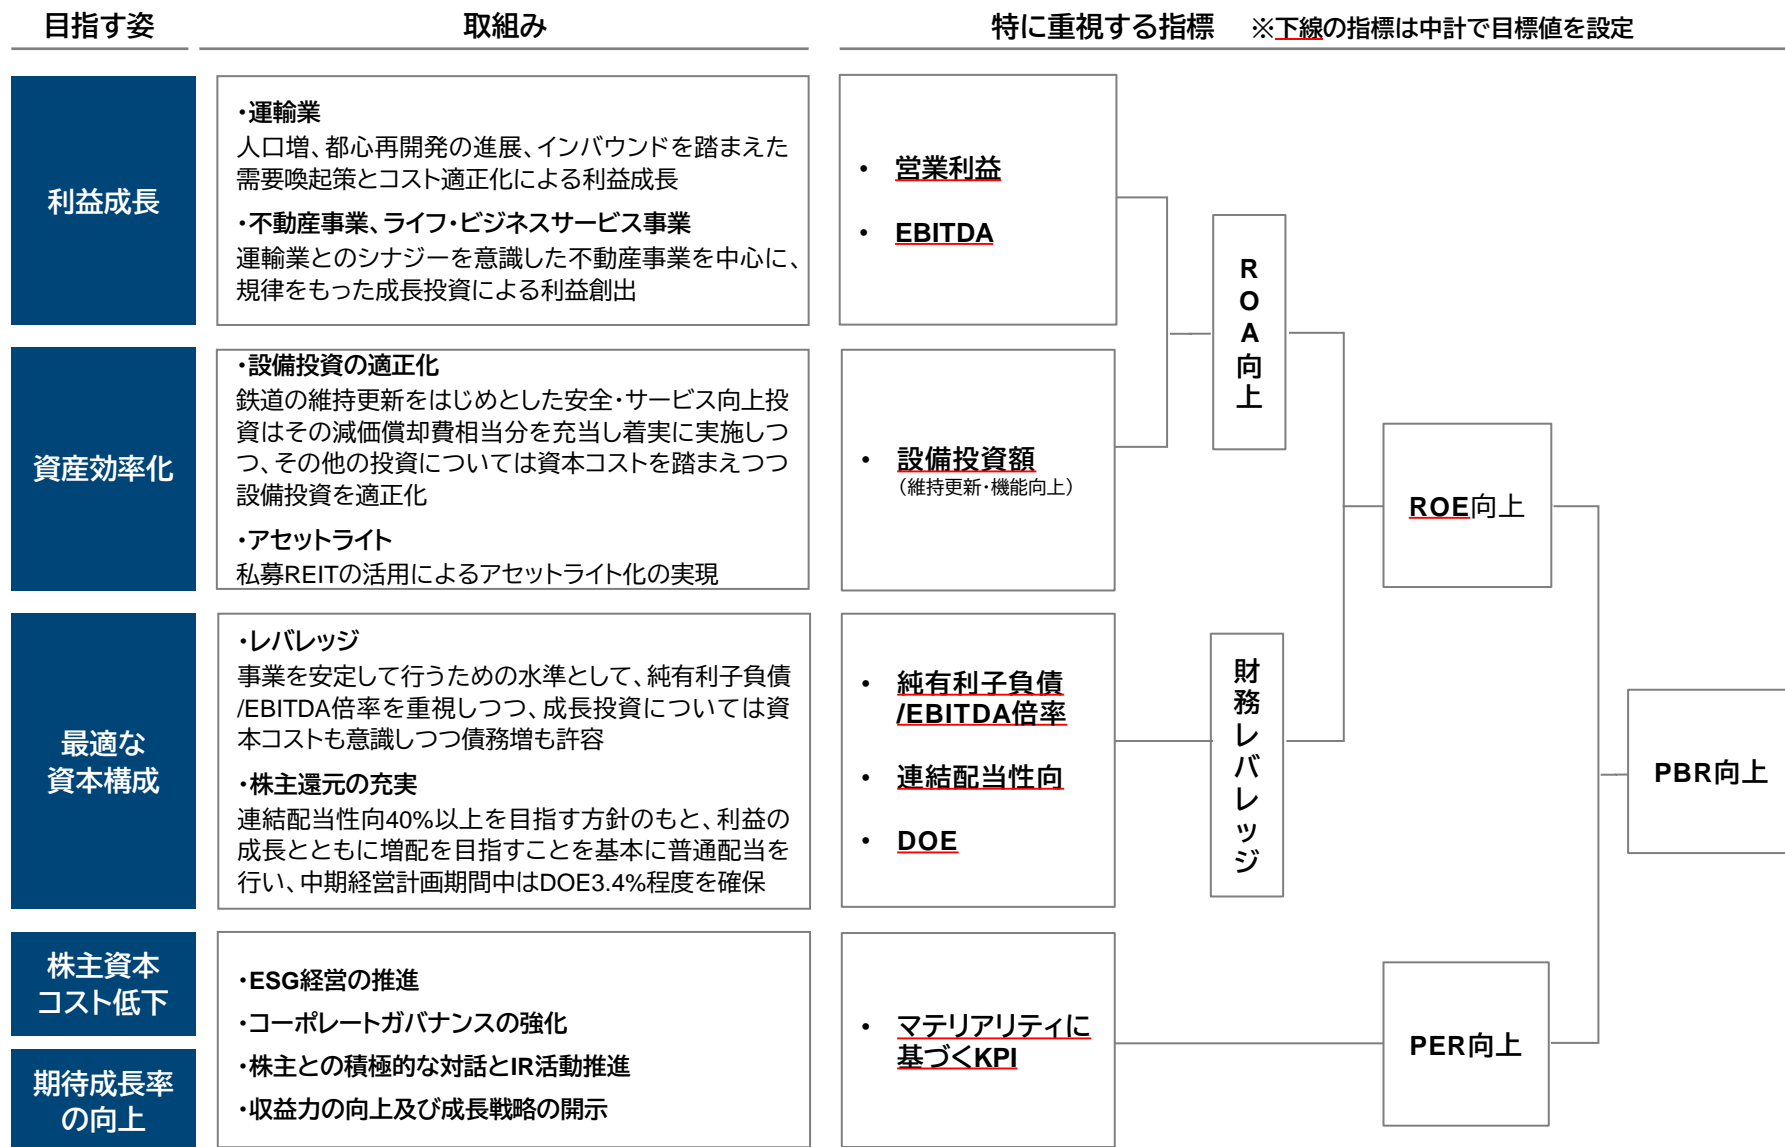 目指す姿
取組み
特に重視する指標 ※下線の指標は中計で目標値を設定
利益成長
・運輸業
人口増、都心再開発の進展、インバウンドを踏まえた
需要喚起策とコスト適正化による利益成長
・不動産事業、ライフ・ビジネスサービス事業
運輸業とのシナジーを意識した不動産事業を中心に、
規律をもった成長投資による利益創出
• 営業利益
• EBITDA
ROA向上
資産効率化
・設備投資の適正化
鉄道の維持更新をはじめとした安全・サービス向上投
資はその減価償却費相当分を充当し着実に実施しつ
つ、その他の投資については資本コストを踏まえつつ
設備投資を適正化
・アセットライト
私募REITの活用によるアセットライト化の実現
• 設備投資額
（維持更新・機能向上）
ROE向上
最適な
資本構成
・レバレッジ
事業を安定して行うための水準として、純有利子負債
/EBITDA倍率を重視しつつ、成長投資については資
本コストも意識しつつ債務増も許容
・株主還元の充実
連結配当性向40%以上を目指す方針のもと、利益の
成長とともに増配を目指すことを基本に普通配当を
行い、中期経営計画期間中はDOE3.4%程度を確保
• 純有利子負債
/EBITDA倍率
• 連結配当性向
• DOE
財務レバレッジ
PBR向上
株主資本
コスト低下
期待成長率
の向上
・ESG経営の推進
・コーポレートガバナンスの強化
・株主との積極的な対話とIR活動推進
・収益力の向上及び成長戦略の開示
• マテリアリティに
基づくKPI
PER向上